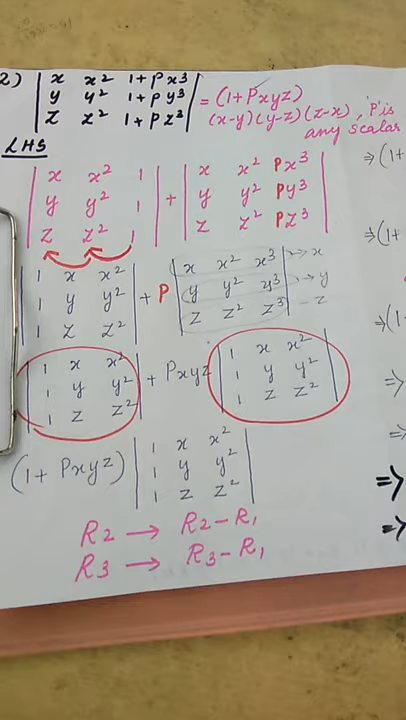 2) | x x² 1+px³ |
| y y² 1+py³ | = (1+Pxyz)
| z z² 1+pz³ | (x-y)(y-z)(z-x), 'P' is
any scalar
LHS
| x x² 1 | + | x x² Px³ | ⇒(1+
| y y² 1 | | y y² Py³ |
| z z² 1 | | z z² Pz³ | ⇒(1+
| 1 x x² | + P | x x² x³ | → x
| 1 y y² | | y y² y³ | → y
| 1 z z² | | z z² z³ | - z
⇒(1+
| 1 x x² | + Pxyz | 1 x x² |
| 1 y y² | | 1 y y² | ⇒
| 1 z z² | | 1 z z² |
⇒
(1+ Pxyz) | 1 x x² |
| 1 y y² |
| 1 z z² | ⇒
R2 → R2-R1 ⇒
R3 → R3-R1